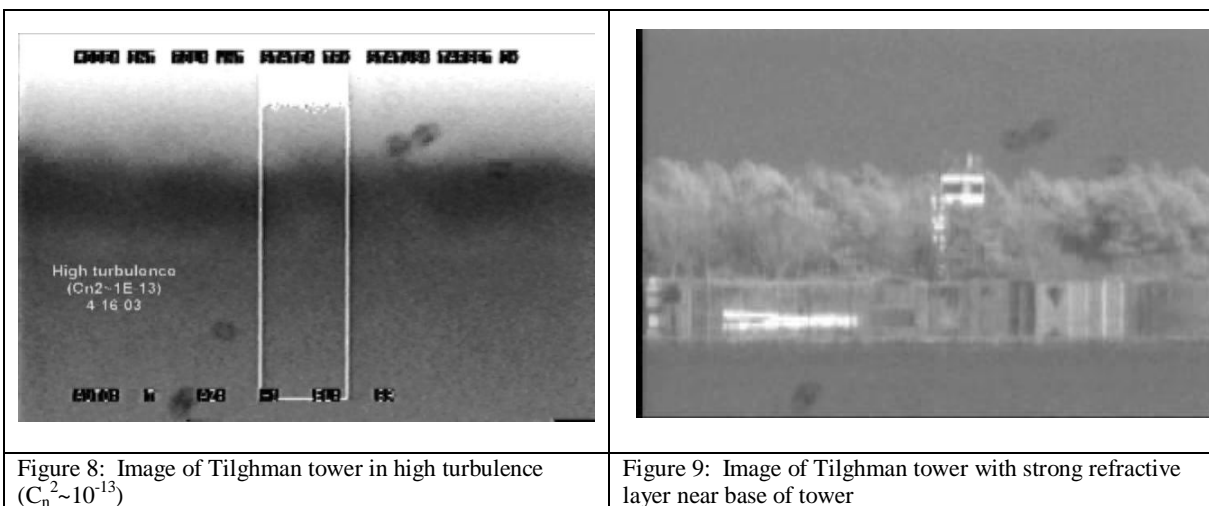 High turbulence
(Cn2~1E-13)
4 16 03
Figure 8: Image of Tilghman tower in high turbulence
(Cn²~10⁻¹³)
Figure 9: Image of Tilghman tower with strong refractive
layer near base of tower